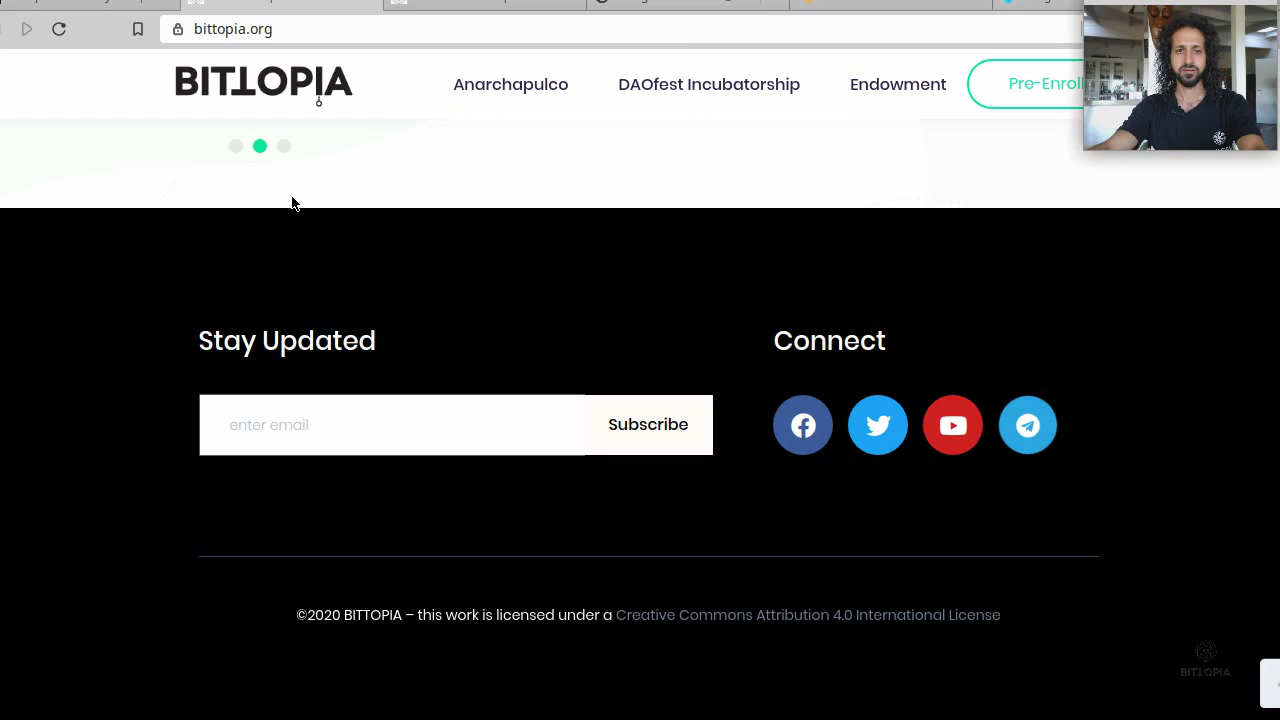 bittopia.org
BITTOPIA
Anarchapulco
DAOfest Incubatorship
Endowment
Pre-Enroll
Stay Updated
Connect
enter email
Subscribe
©2020 BITTOPIA – this work is licensed under a Creative Commons Attribution 4.0 International License
BITTOPIA